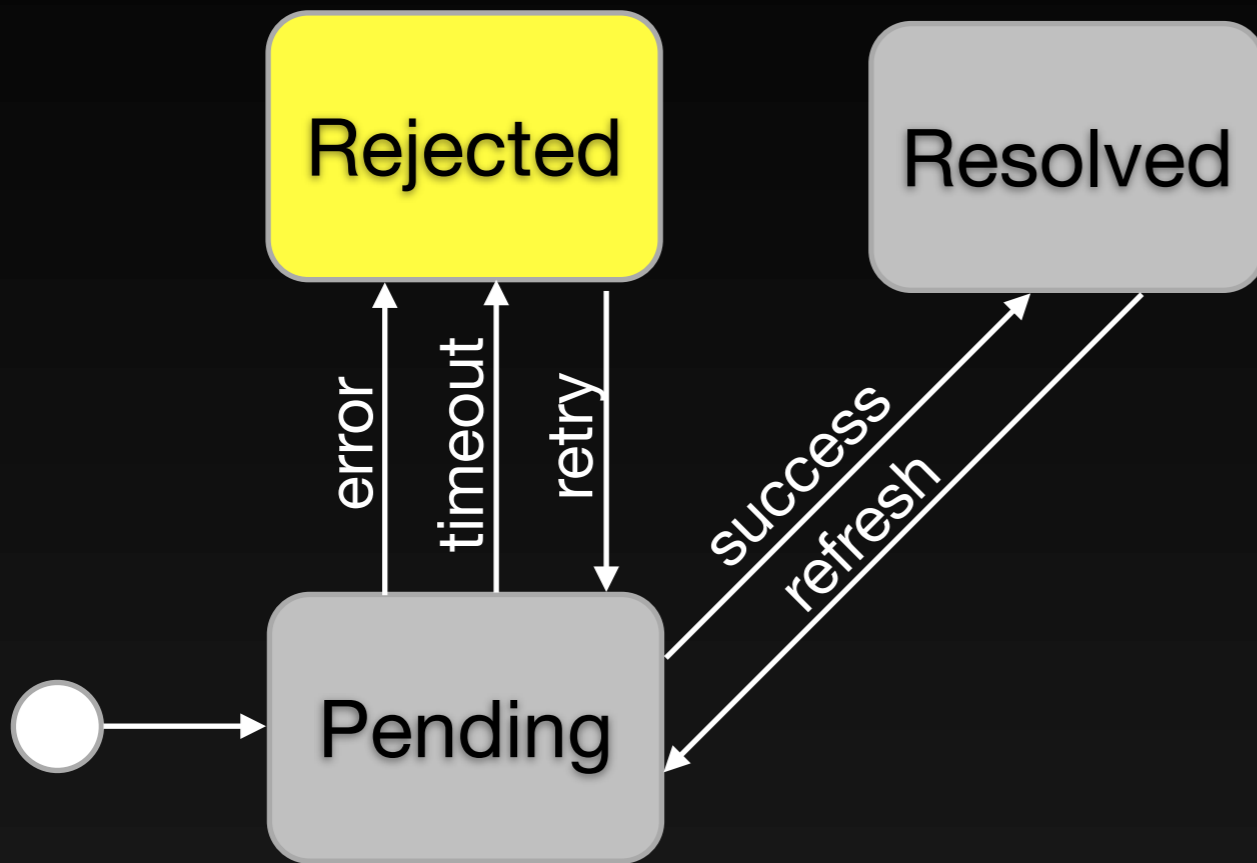 Rejected
Resolved
error
timeout
retry
success
refresh
Pending